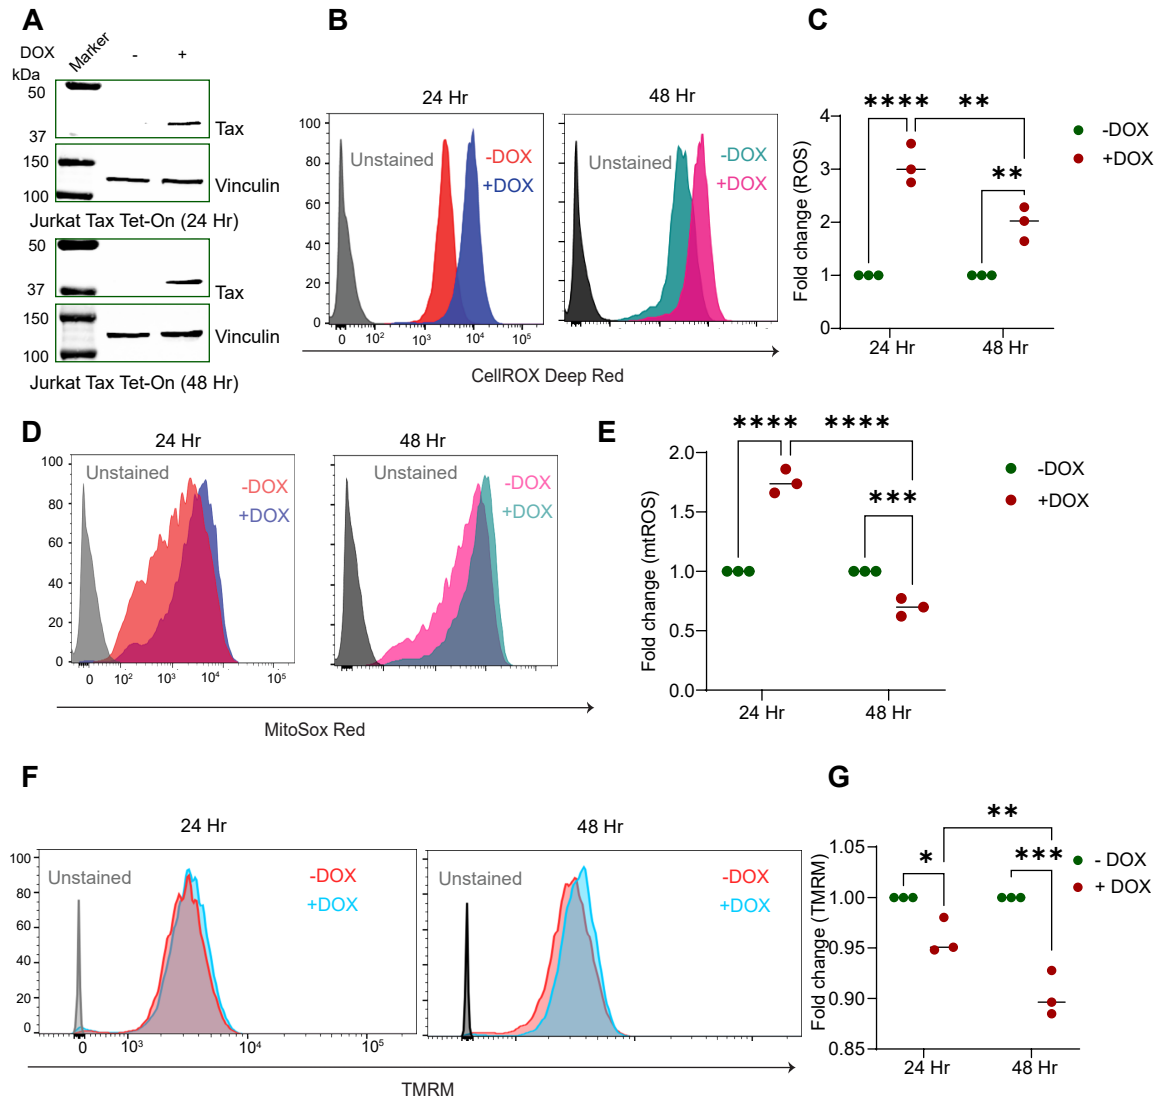 A
DOX
Marker
-
+
kDa
50
37
Tax
150
100
Vinculin
Jurkat Tax Tet-On (24 Hr)
50
37
Tax
150
100
Vinculin
Jurkat Tax Tet-On (48 Hr)
B
24 Hr
48 Hr
100
80
60
40
20
0
Unstained
-DOX
+DOX
Unstained
-DOX
+DOX
0
10²
10³
10⁴
10⁵
CellROX Deep Red
C
****
**
**
4
3
2
1
0
Fold change (ROS)
24 Hr
48 Hr
-DOX
+DOX
D
24 Hr
48 Hr
100
80
60
40
20
0
Unstained
-DOX
+DOX
Unstained
-DOX
+DOX
0
10²
10³
10⁴
10⁵
MitoSox Red
E
****
****
***
2.0
1.5
1.0
0.5
0.0
Fold change (mtROS)
24 Hr
48 Hr
-DOX
+DOX
F
24 Hr
48 Hr
100
80
60
40
20
0
Unstained
-DOX
+DOX
Unstained
-DOX
+DOX
0
10³
10⁴
10⁵
TMRM
G
**
*
***
1.05
1.00
0.95
0.90
0.85
Fold change (TMRM)
24 Hr
48 Hr
- DOX
+ DOX